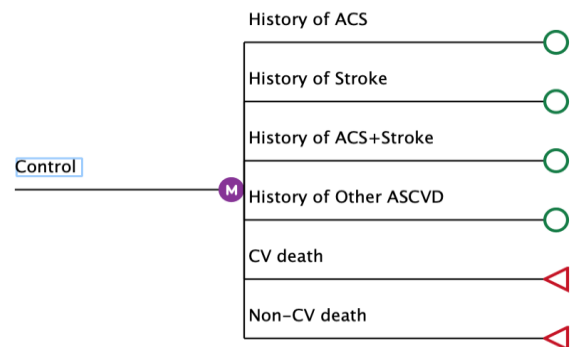 History of ACS
History of Stroke
History of ACS+Stroke
Control
M
History of Other ASCVD
CV death
Non-CV death